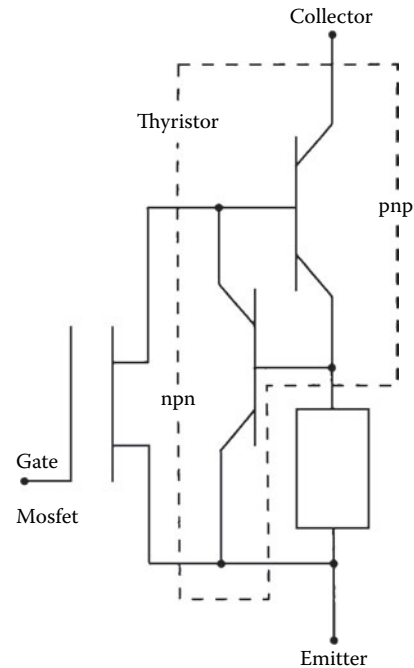 Collector
Thyristor
pnp
npn
Gate
Mosfet
Emitter